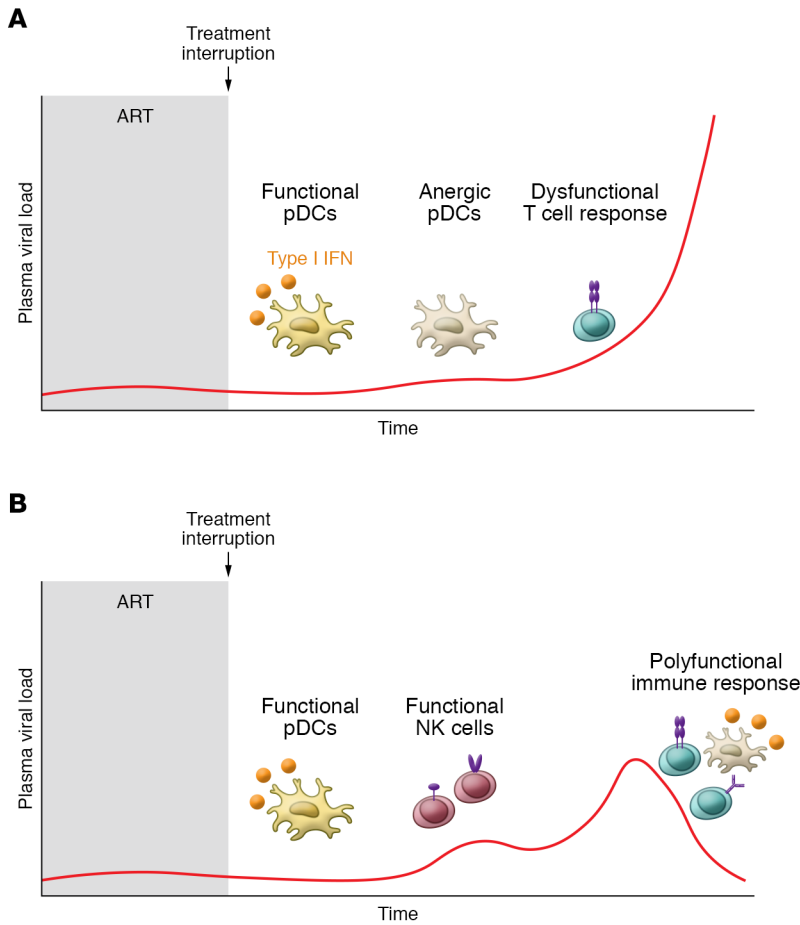 A
Treatment
interruption
ART
Functional
pDCs
Anergic
pDCs
Dysfunctional
T cell response
Type I IFN
Plasma viral load
Time
B
Treatment
interruption
ART
Polyfunctional
immune response
Functional
pDCs
Functional
NK cells
Plasma viral load
Time